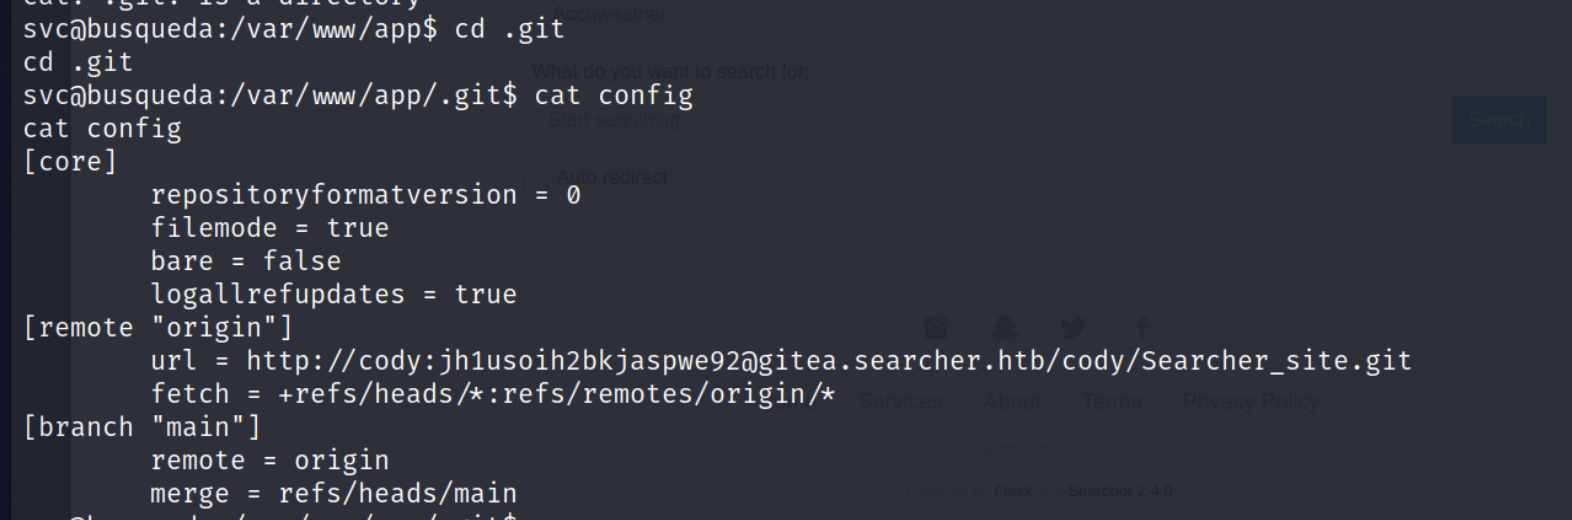 cat: .git: is a directory
svc@busqueda:/var/www/app$ cd .git
cd .git
svc@busqueda:/var/www/app/.git$ cat config
cat config
[core]
repositoryformatversion = 0
filemode = true
bare = false
logallrefupdates = true
[remote "origin"]
url = http://cody:jh1usoih2bkjaspwe92@gitea.searcher.htb/cody/Searcher_site.git
fetch = +refs/heads/*:refs/remotes/origin/*
[branch "main"]
remote = origin
merge = refs/heads/main
Accuweather
What do you want to search for:
Start searching...
Search
Auto redirect
Services About Terms Privacy Policy
searcher.htb © 2023
Powered by Flask and Searchor 2.4.0